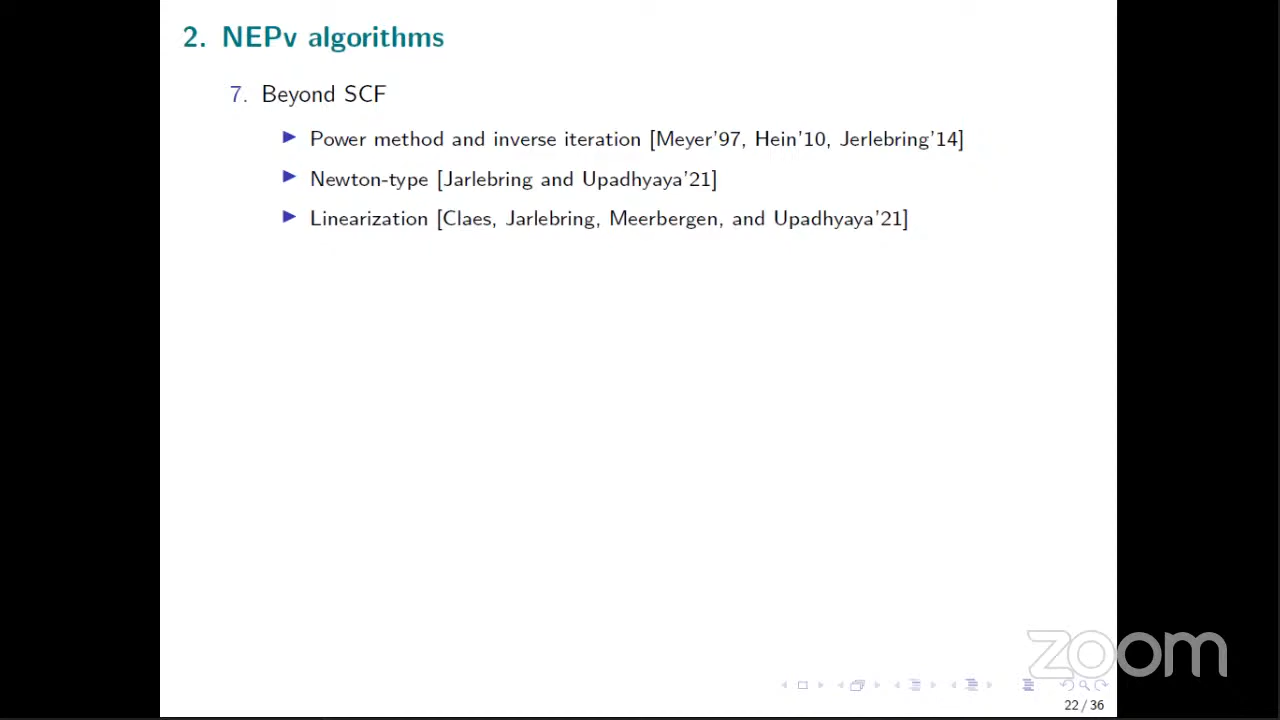 2. NEPv algorithms
7. Beyond SCF
▶ Power method and inverse iteration [Meyer'97, Hein'10, Jerlebring'14]
▶ Newton-type [Jarlebring and Upadhyaya'21]
▶ Linearization [Claes, Jarlebring, Meerbergen, and Upadhyaya'21]
zoom
22 / 36